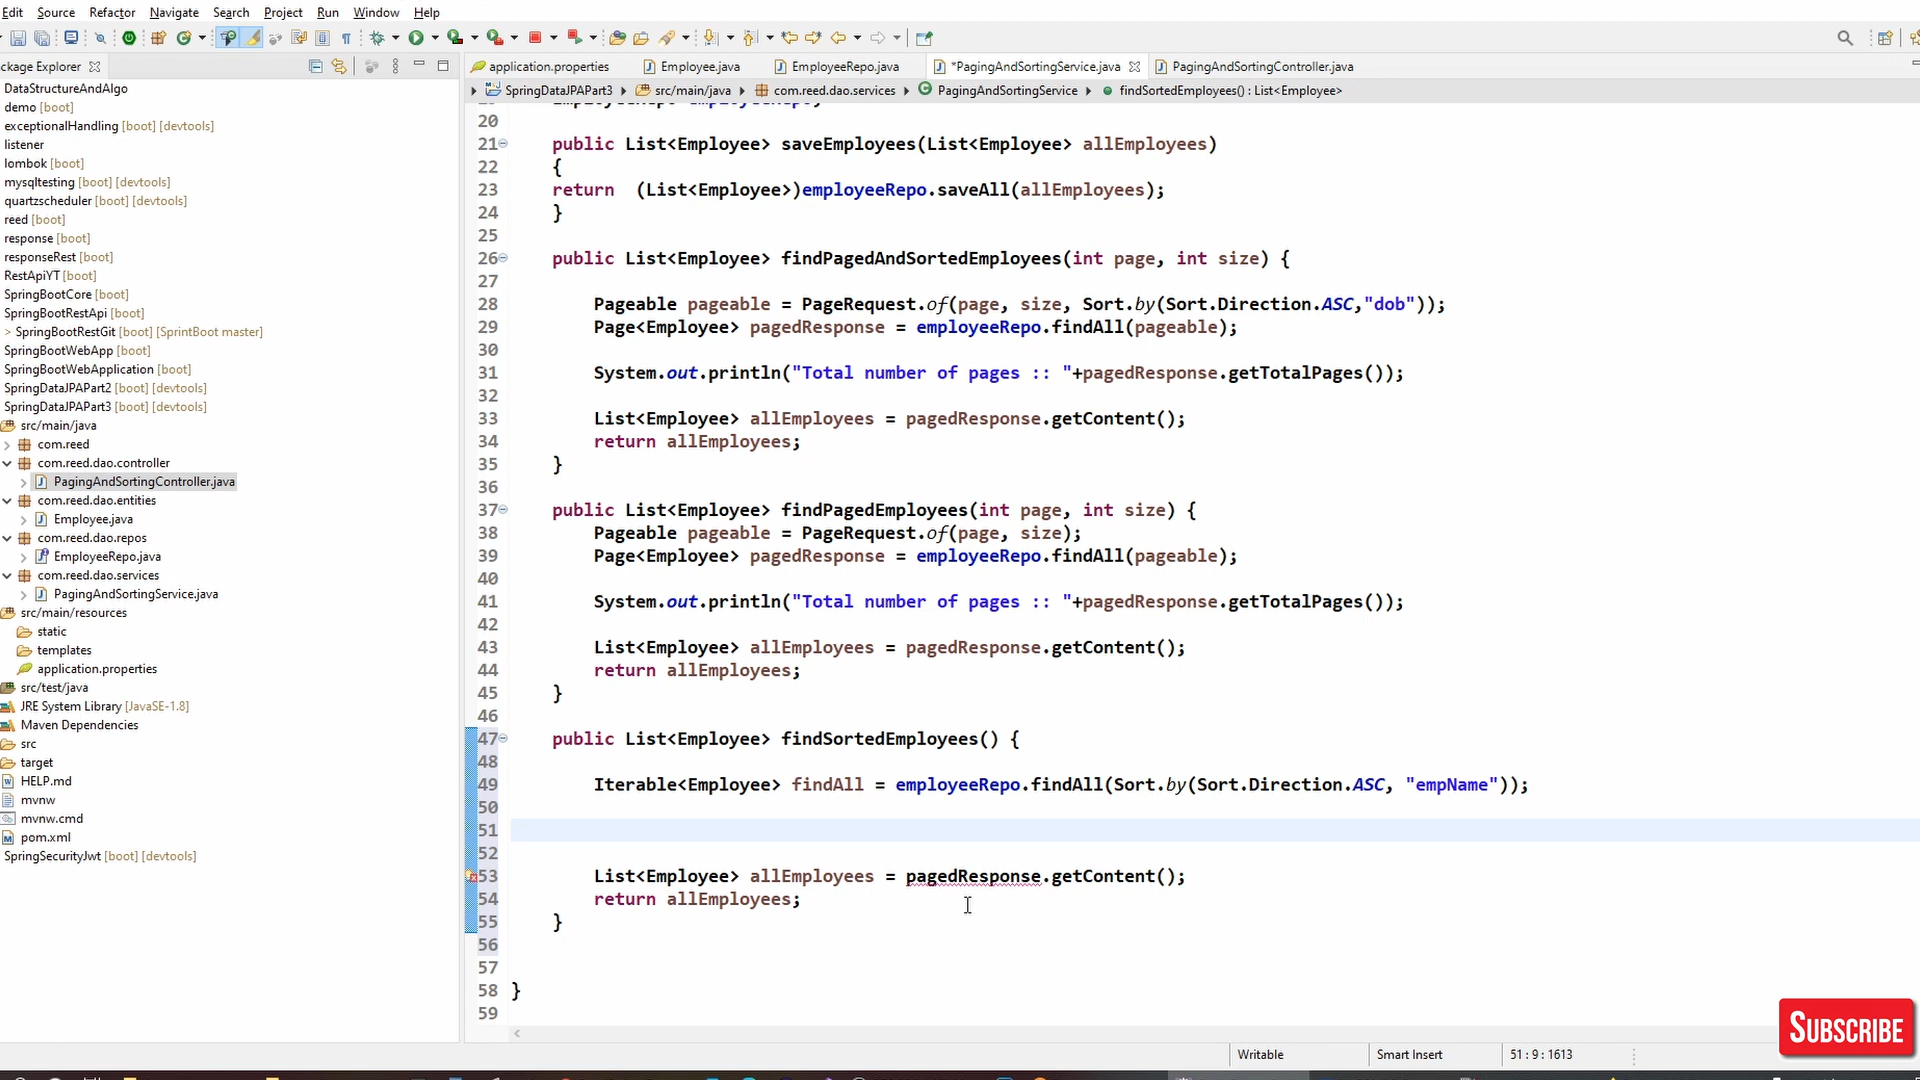 Edit Source Refactor Navigate Search Project Run Window Help
ckage Explorer
application.properties Employee.java EmployeeRepo.java *PagingAndSortingService.java PagingAndSortingController.java
SpringDataJPAPart3 src/main/java com.reed.dao.services PagingAndSortingService findSortedEmployees() : List<Employee>
DataStructureAndAlgo
demo [boot]
exceptionalHandling [boot] [devtools]
listener
lombok [boot]
mysqltesting [boot] [devtools]
quartzscheduler [boot] [devtools]
reed [boot]
response [boot]
responseRest [boot]
RestApiYT [boot]
SpringBootCore [boot]
SpringBootRestApi [boot]
> SpringBootRestGit [boot] [SprintBoot master]
SpringBootWebApp [boot]
SpringBootWebApplication [boot]
SpringDataJPAPart2 [boot] [devtools]
SpringDataJPAPart3 [boot] [devtools]
src/main/java
com.reed
com.reed.dao.controller
PagingAndSortingController.java
com.reed.dao.entities
Employee.java
com.reed.dao.repos
EmployeeRepo.java
com.reed.dao.services
PagingAndSortingService.java
src/main/resources
static
templates
application.properties
src/test/java
JRE System Library [JavaSE-1.8]
Maven Dependencies
src
target
HELP.md
mvnw
mvnw.cmd
pom.xml
SpringSecurityJwt [boot] [devtools]
20
21 public List<Employee> saveEmployees(List<Employee> allEmployees)
22 {
23 return (List<Employee>)employeeRepo.saveAll(allEmployees);
24 }
25
26 public List<Employee> findPagedAndSortedEmployees(int page, int size) {
27
28 Pageable pageable = PageRequest.of(page, size, Sort.by(Sort.Direction.ASC,"dob"));
29 Page<Employee> pagedResponse = employeeRepo.findAll(pageable);
30
31 System.out.println("Total number of pages :: "+pagedResponse.getTotalPages());
32
33 List<Employee> allEmployees = pagedResponse.getContent();
34 return allEmployees;
35 }
36
37 public List<Employee> findPagedEmployees(int page, int size) {
38 Pageable pageable = PageRequest.of(page, size);
39 Page<Employee> pagedResponse = employeeRepo.findAll(pageable);
40
41 System.out.println("Total number of pages :: "+pagedResponse.getTotalPages());
42
43 List<Employee> allEmployees = pagedResponse.getContent();
44 return allEmployees;
45 }
46
47 public List<Employee> findSortedEmployees() {
48
49 Iterable<Employee> findAll = employeeRepo.findAll(Sort.by(Sort.Direction.ASC, "empName"));
50
51
52
53 List<Employee> allEmployees = pagedResponse.getContent();
54 return allEmployees;
55 }
56
57
58 }
59
SUBSCRIBE
Writable Smart Insert 51 : 9 : 1613